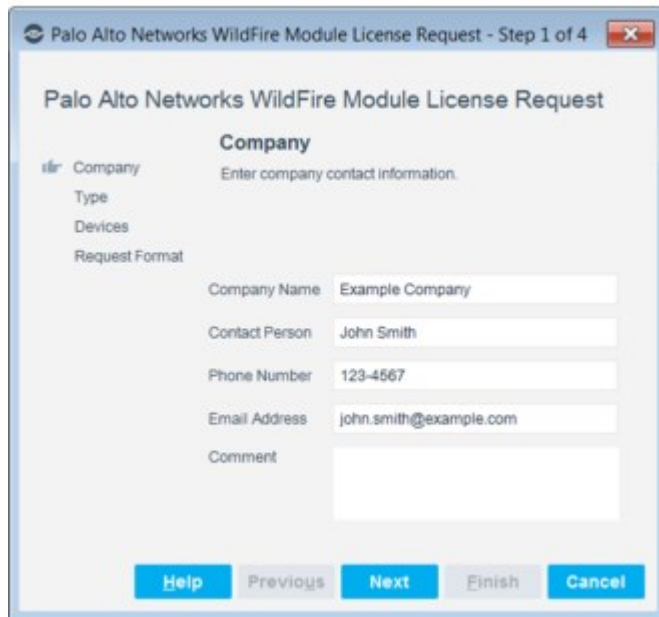 Palo Alto Networks WildFire Module License Request - Step 1 of 4
Palo Alto Networks WildFire Module License Request
Company
Type
Devices
Request Format
Company
Enter company contact information.
Company Name Example Company
Contact Person John Smith
Phone Number 123-4567
Email Address john.smith@example.com
Comment
Help Previous Next Finish Cancel